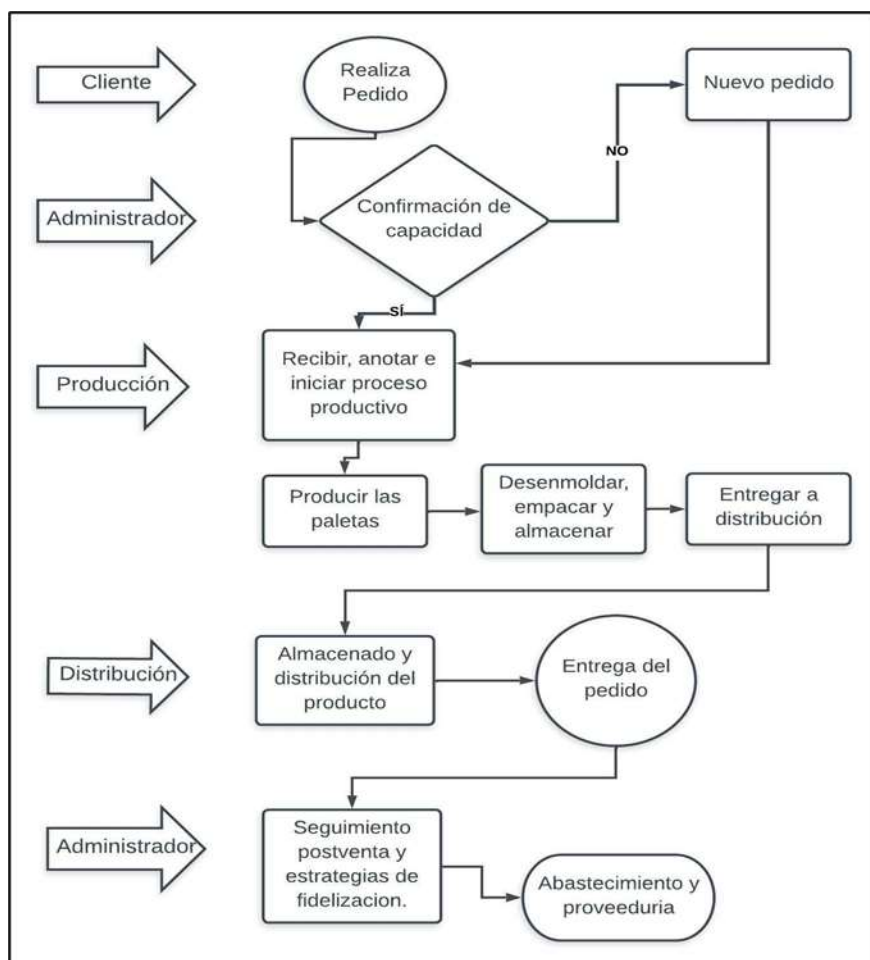 Cliente
Realiza
Pedido
Nuevo pedido
NO
Administrador
Confirmación de
capacidad
SÍ
Producción
Recibir, anotar e
iniciar proceso
productivo
Producir las
paletas
Desenmoldar,
empacar y
almacenar
Entregar a
distribución
Distribución
Almacenado y
distribución del
producto
Entrega del
pedido
Administrador
Seguimiento
postventa y
estrategias de
fidelizacion.
Abastecimiento y
proveeduria